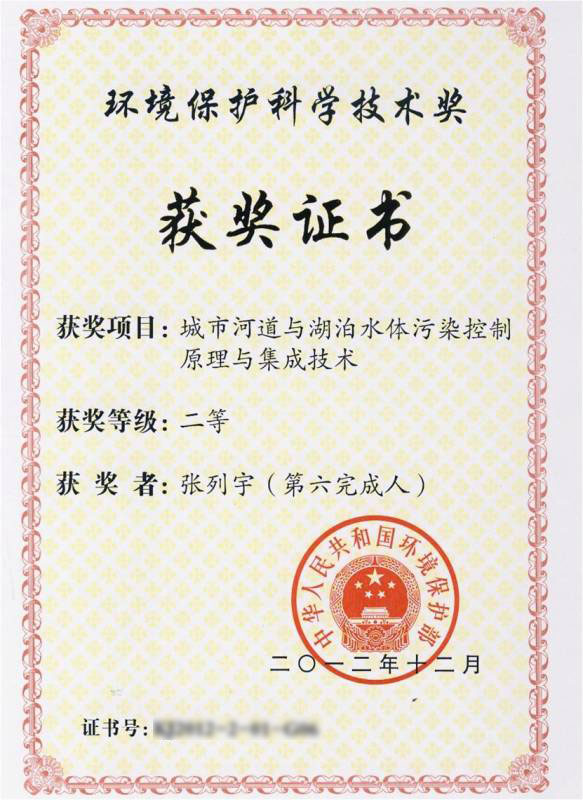 环境保护科学技术奖
获奖证书
获奖项目：城市河道与湖泊水体污染控制
原理与集成技术
获奖等级：二等
获奖者：张列宇（第六完成人）
中华人民共和国环境保护部
二〇一二年十二月
证书号：